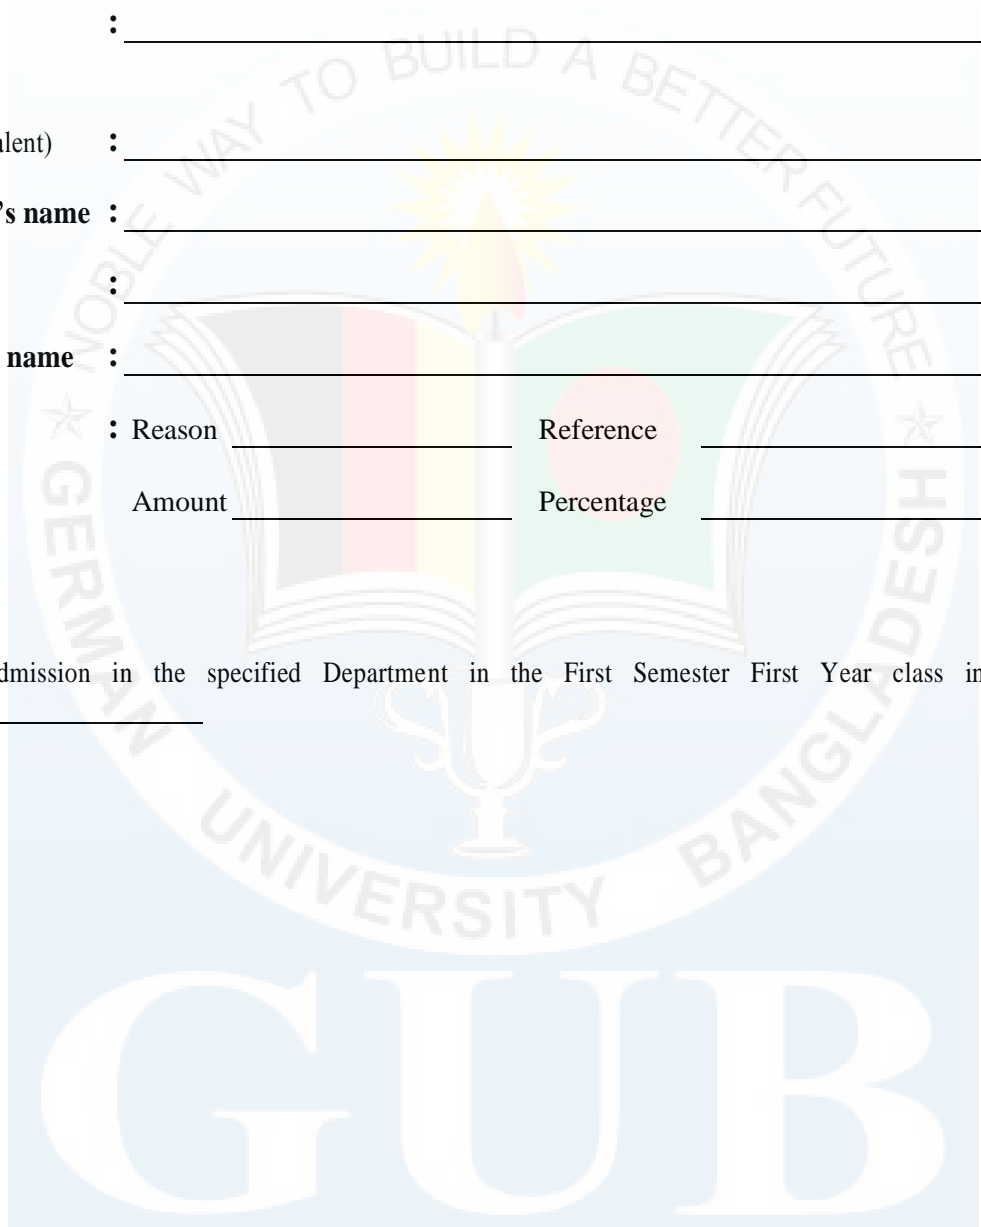 :
alent) :
’s name :
:
name :
: Reason Reference
Amount Percentage
dmission in the specified Department in the First Semester First Year class in
NOBLE WAY TO BUILD A BETTER FUTURE
GERMAN UNIVERSITY BANGLADESH
GUB